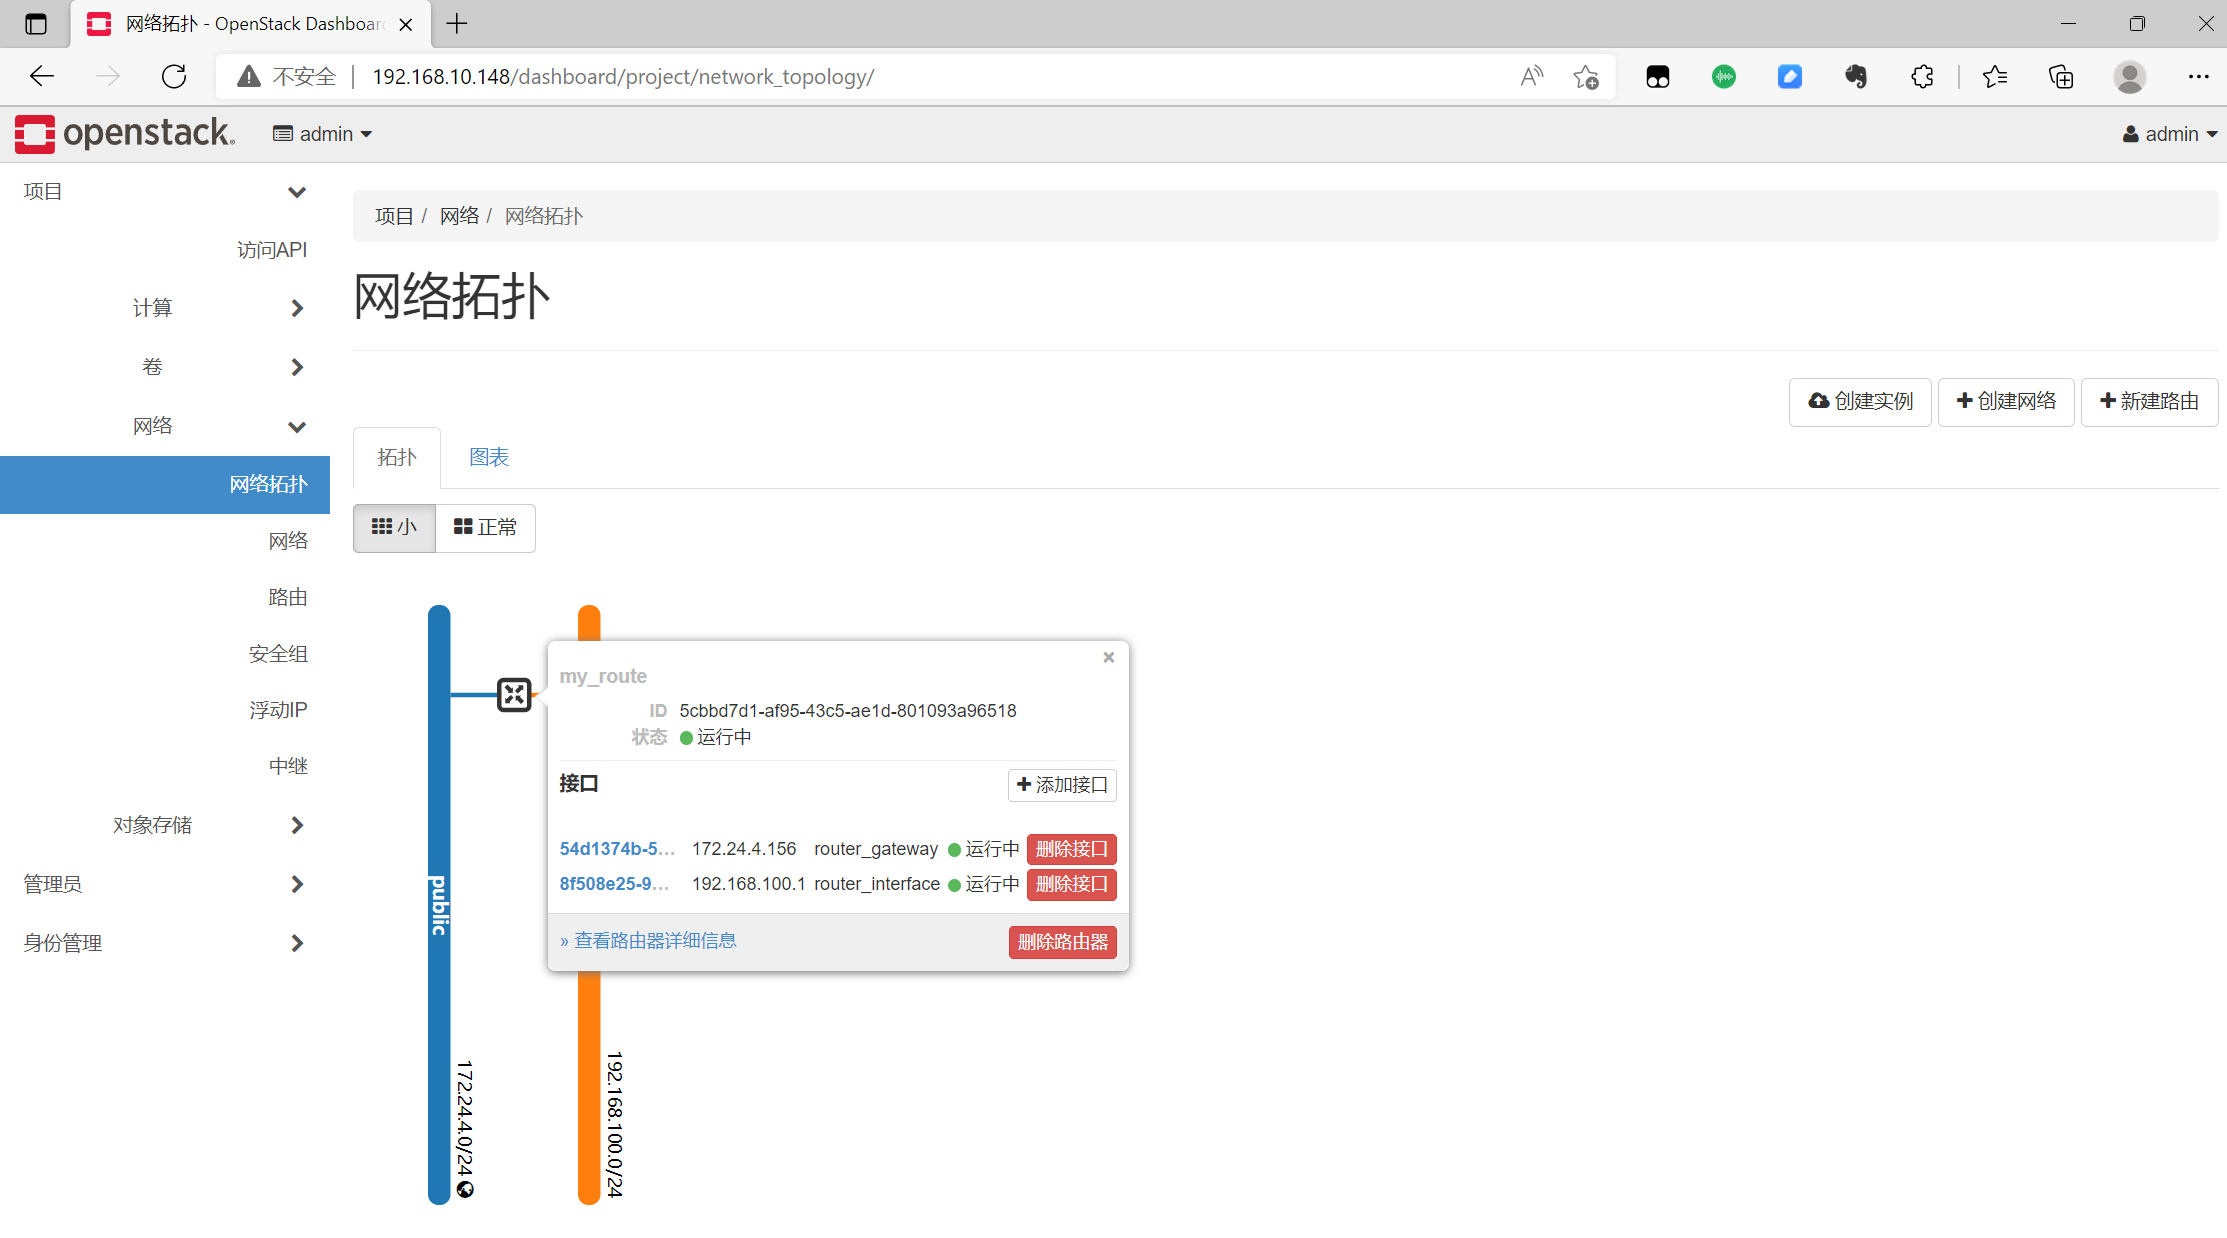 网络拓扑 - OpenStack Dashboar
不安全 192.168.10.148/dashboard/project/network_topology/
openstack. admin admin
项目
访问API
计算
卷
网络
网络拓扑
网络
路由
安全组
浮动IP
中继
对象存储
管理员
身份管理
项目 / 网络 / 网络拓扑
网络拓扑
创建实例 创建网络 新建路由
拓扑 图表
小 正常
my_route
ID 5cbbd7d1-af95-43c5-ae1d-801093a96518
状态 运行中
接口 添加接口
54d1374b-5... 172.24.4.156 router_gateway 运行中 删除接口
8f508e25-9... 192.168.100.1 router_interface 运行中 删除接口
» 查看路由器详细信息 删除路由器
public
172.24.4.0/24
192.168.100.0/24